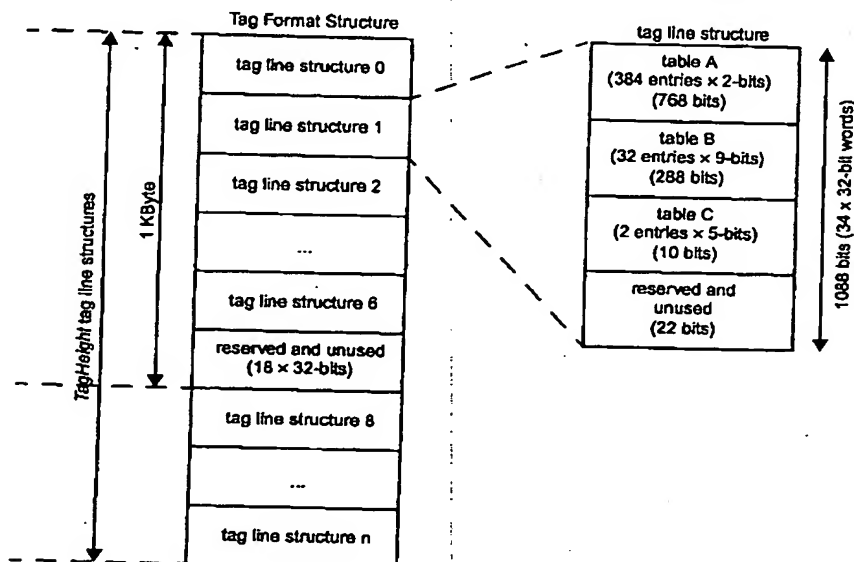 Tag Format Structure
tag line structure 0
tag line structure 1
tag line structure 2
...
tag line structure 6
reserved and unused
(18 × 32-bits)
tag line structure 8
...
tag line structure n
TagHeight tag line structures
1 KByte
tag line structure
table A
(384 entries × 2-bits)
(768 bits)
table B
(32 entries × 9-bits)
(288 bits)
table C
(2 entries × 5-bits)
(10 bits)
reserved and
unused
(22 bits)
1088 bits (34 x 32-bit words)